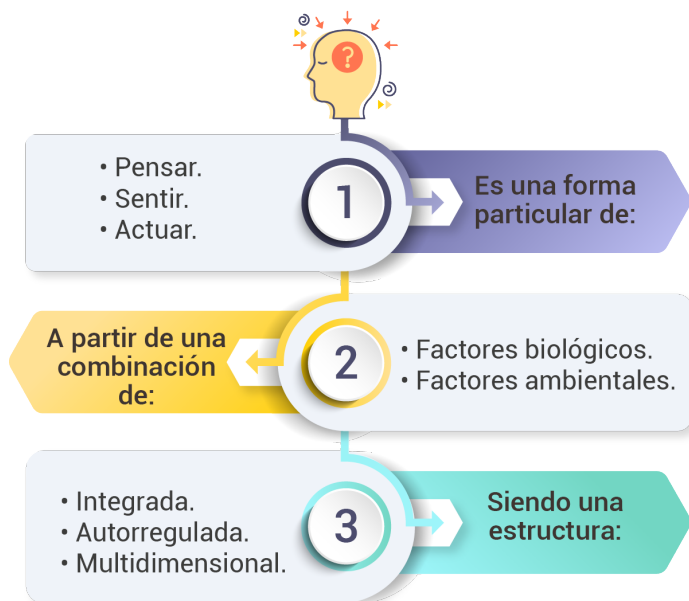 ?
1
Es una forma
particular de:
• Pensar.
• Sentir.
• Actuar.
2
A partir de una
combinación
de:
• Factores biológicos.
• Factores ambientales.
3
Siendo una
estructura:
• Integrada.
• Autorregulada.
• Multidimensional.